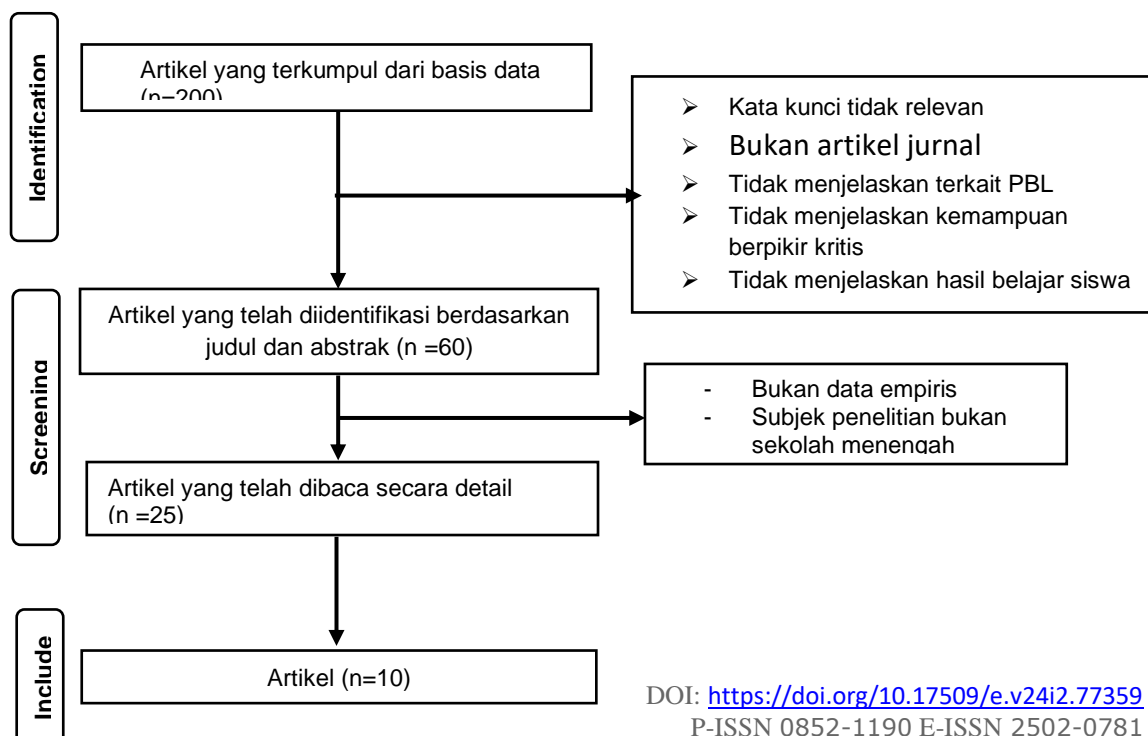 Identification
Artikel yang terkumpul dari basis data
(n=200)
➢ Kata kunci tidak relevan
➢ Bukan artikel jurnal
➢ Tidak menjelaskan terkait PBL
➢ Tidak menjelaskan kemampuan
berpikir kritis
➢ Tidak menjelaskan hasil belajar siswa
Screening
Artikel yang telah diidentifikasi berdasarkan
judul dan abstrak (n =60)
- Bukan data empiris
- Subjek penelitian bukan
sekolah menengah
Artikel yang telah dibaca secara detail
(n =25)
Include
Artikel (n=10)
DOI: https://doi.org/10.17509/e.v24i2.77359
P-ISSN 0852-1190 E-ISSN 2502-0781